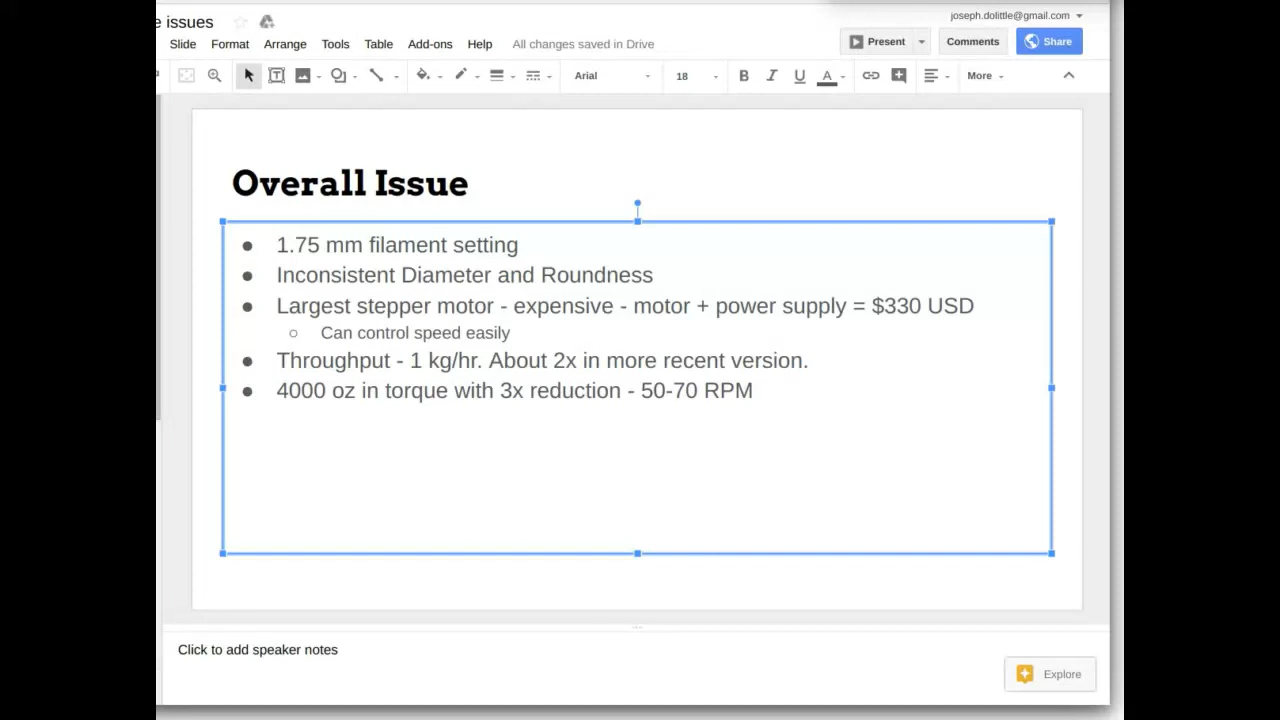 e issues
joseph.dolittle@gmail.com
Slide Format Arrange Tools Table Add-ons Help All changes saved in Drive
Present Comments Share
Arial 18 B I U A More
Overall Issue
● 1.75 mm filament setting
● Inconsistent Diameter and Roundness
● Largest stepper motor - expensive - motor + power supply = $330 USD
○ Can control speed easily
● Throughput - 1 kg/hr. About 2x in more recent version.
● 4000 oz in torque with 3x reduction - 50-70 RPM
Click to add speaker notes
Explore